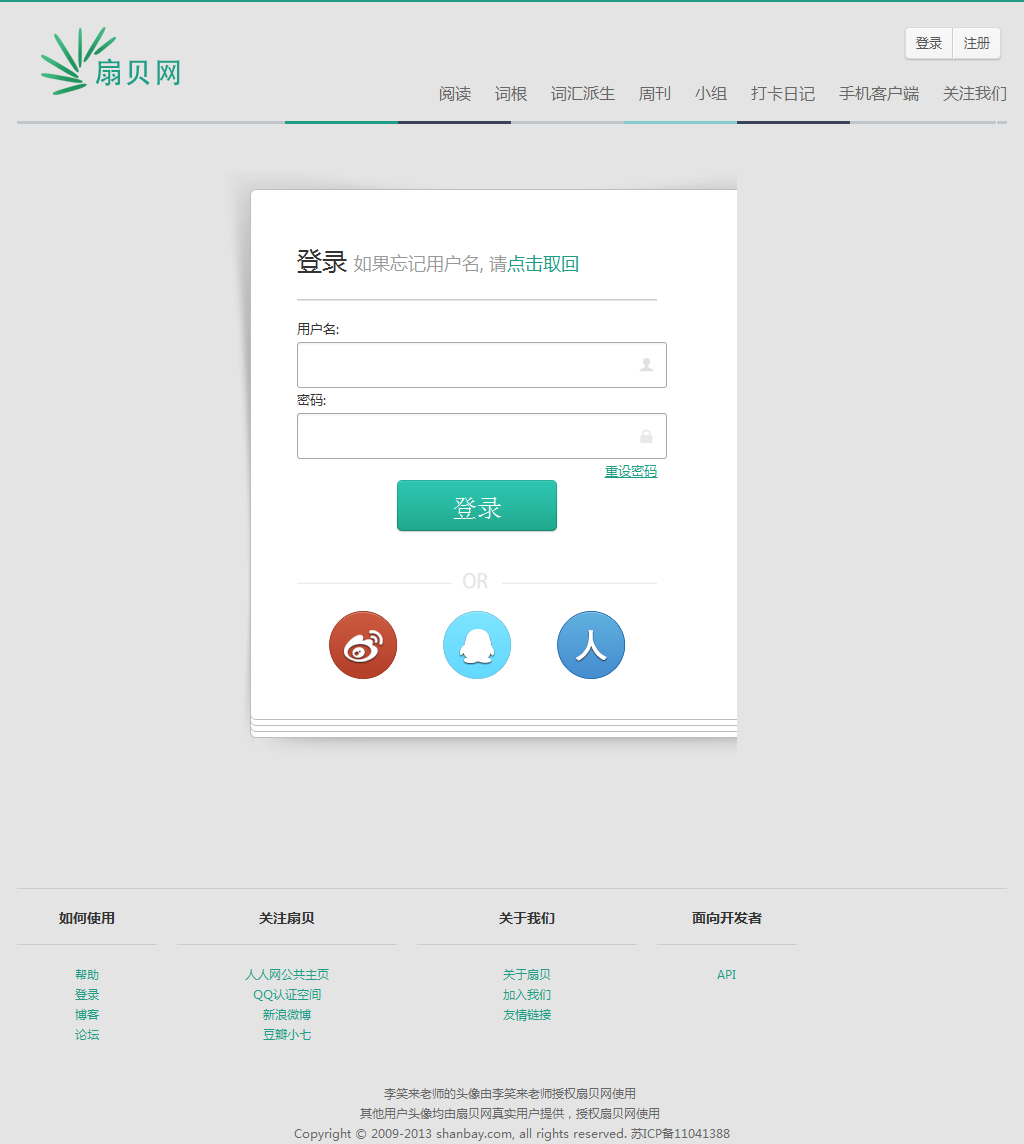 扇贝网
登录 注册
阅读 词根 词汇派生 周刊 小组 打卡日记 手机客户端 关注我们
登录 如果忘记用户名, 请点击取回
用户名:
密码:
重设密码
登录
OR
人
如何使用 关注扇贝 关于我们 面向开发者
帮助 人人网公共主页 关于扇贝 API
登录 QQ认证空间 加入我们
博客 新浪微博 友情链接
论坛 豆瓣小七
李笑来老师的头像由李笑来老师授权扇贝网使用
其他用户头像均由扇贝网真实用户提供，授权扇贝网使用
Copyright © 2009-2013 shanbay.com, all rights reserved. 苏ICP备11041388